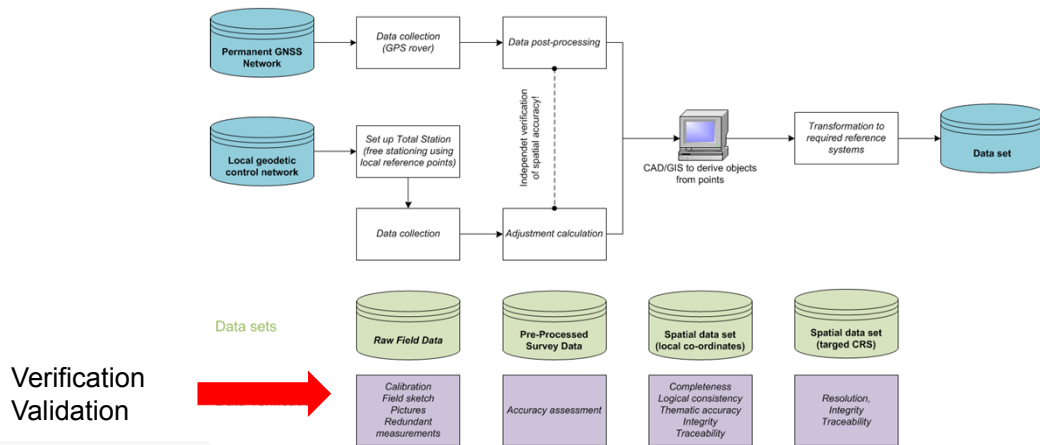 Permanent GNSS
Network
Data collection
(GPS rover)
Data post-processing
Local geodetic
control network
Set up Total Station
(free stationing using
local reference points)
Independet verification
of spatial accuracy!
CAD/GIS to derive objects
from points
Transformation to
required reference
systems
Data set
Data collection
Adjustment calculation
Data sets
Raw Field Data
Pre-Processed
Survey Data
Spatial data set
(local co-ordinates)
Spatial data set
(targed CRS)
Verification
Validation
Calibration
Field sketch
Pictures
Redundant
measurements
Accuracy assessment
Completeness
Logical consistency
Thematic accuracy
Integrity
Traceability
Resolution,
Integrity
Traceability